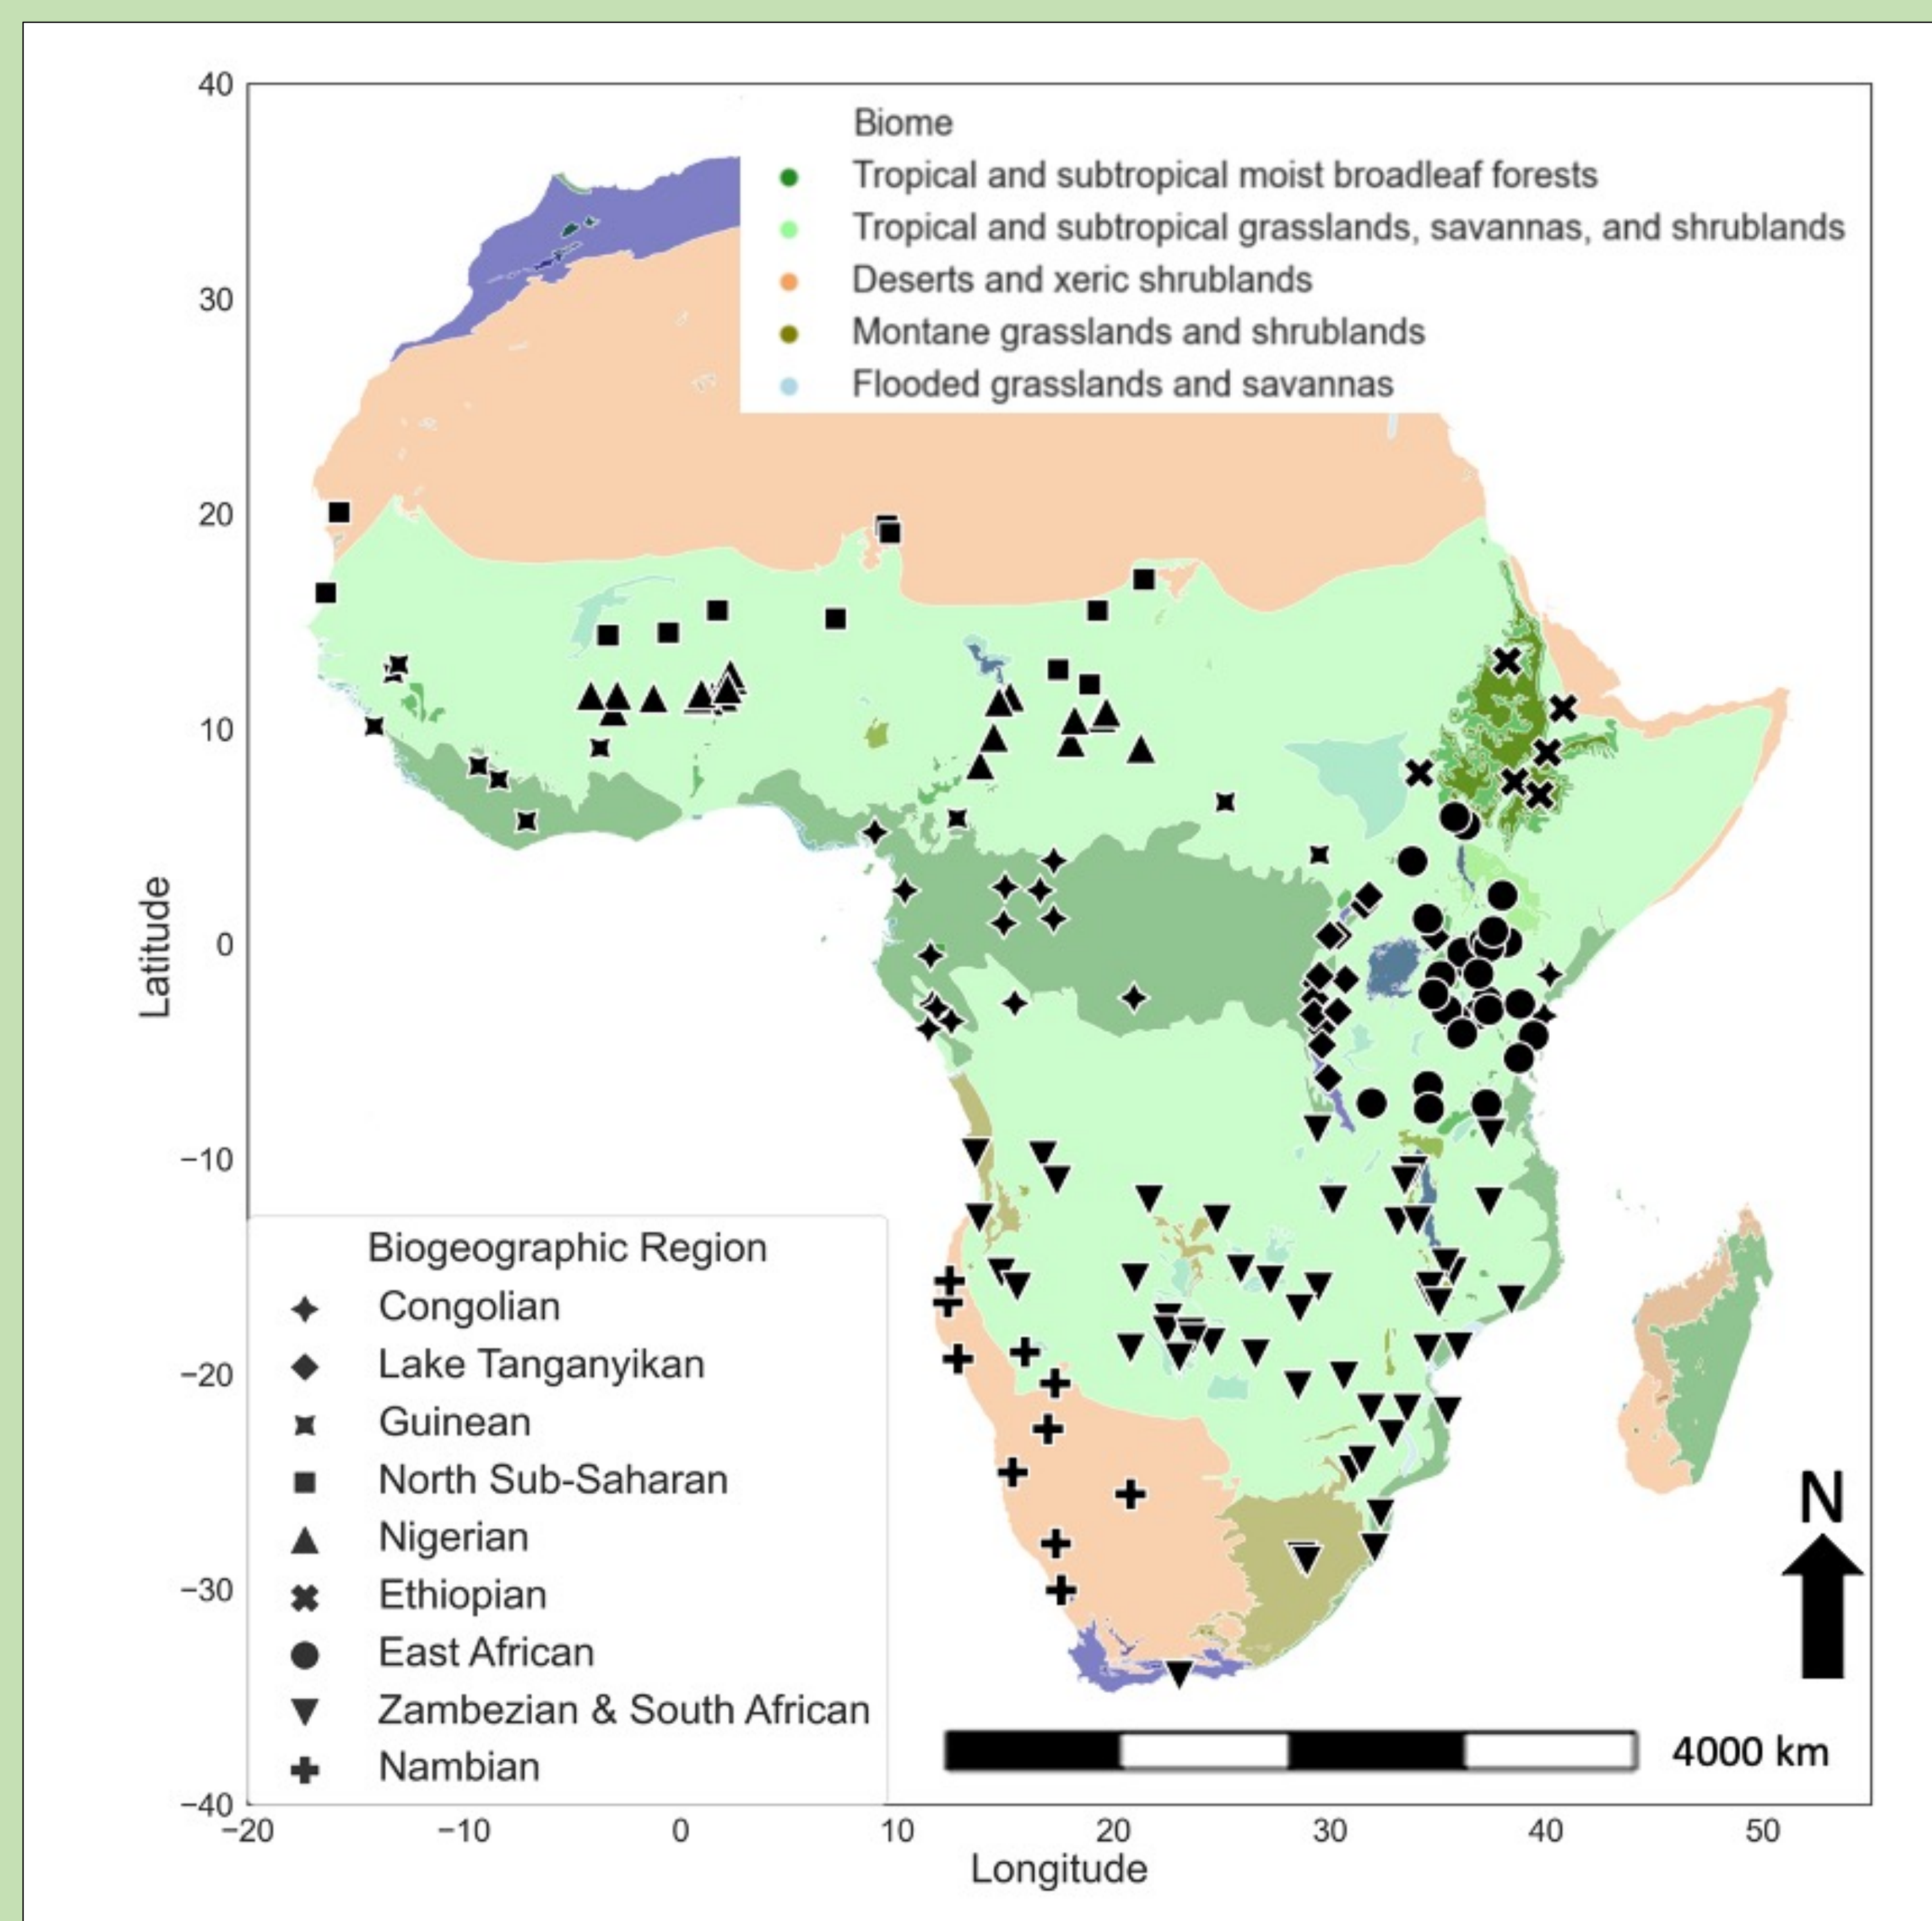 40
Biome
Tropical and subtropical moist broadleaf forests
Tropical and subtropical grasslands, savannas, and shrublands
Deserts and xeric shrublands
Montane grasslands and shrublands
Flooded grasslands and savannas
30
20
10
0
−10
−20
−30
−40
Latitude
Biogeographic Region
Congolian
Lake Tanganyikan
Guinean
North Sub-Saharan
Nigerian
Ethiopian
East African
Zambezian & South African
Nambian
N
4000 km
−20 −10 0 10 20 30 40 50
Longitude